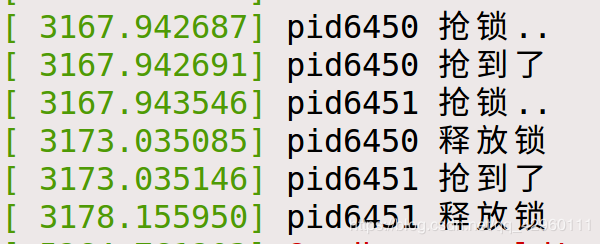 [ 3167.942687] pid6450 抢锁..
[ 3167.942691] pid6450 抢到了
[ 3167.943546] pid6451 抢锁..
[ 3173.035085] pid6450 释放锁
[ 3173.035146] pid6451 抢到了
[ 3178.155950] pid6451 释放锁